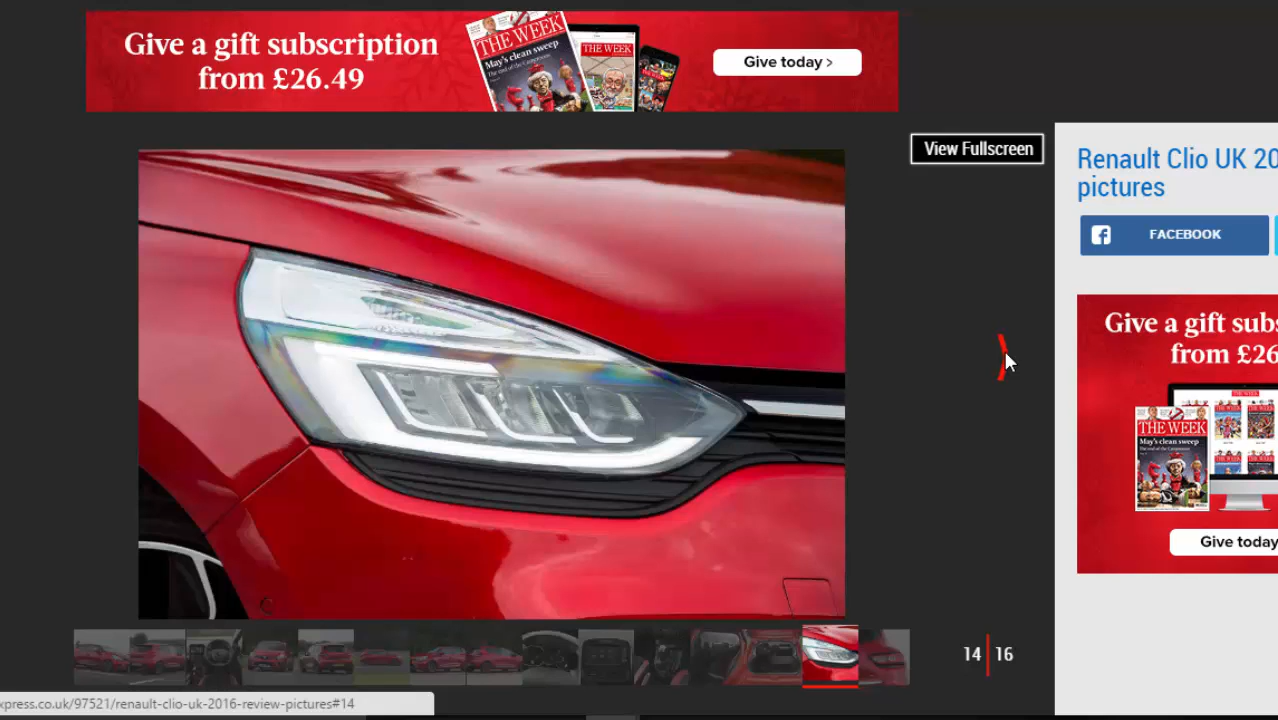 Give a gift subscription
from £26.49
THE WEEK
May's clean sweep
THE WEEK
Give today >
View Fullscreen
Renault Clio UK 20
pictures
FACEBOOK
Give a gift subs
from £26
THE WEEK
May's clean sweep
Give today
14 16
xpress.co.uk/97521/renault-clio-uk-2016-review-pictures#14